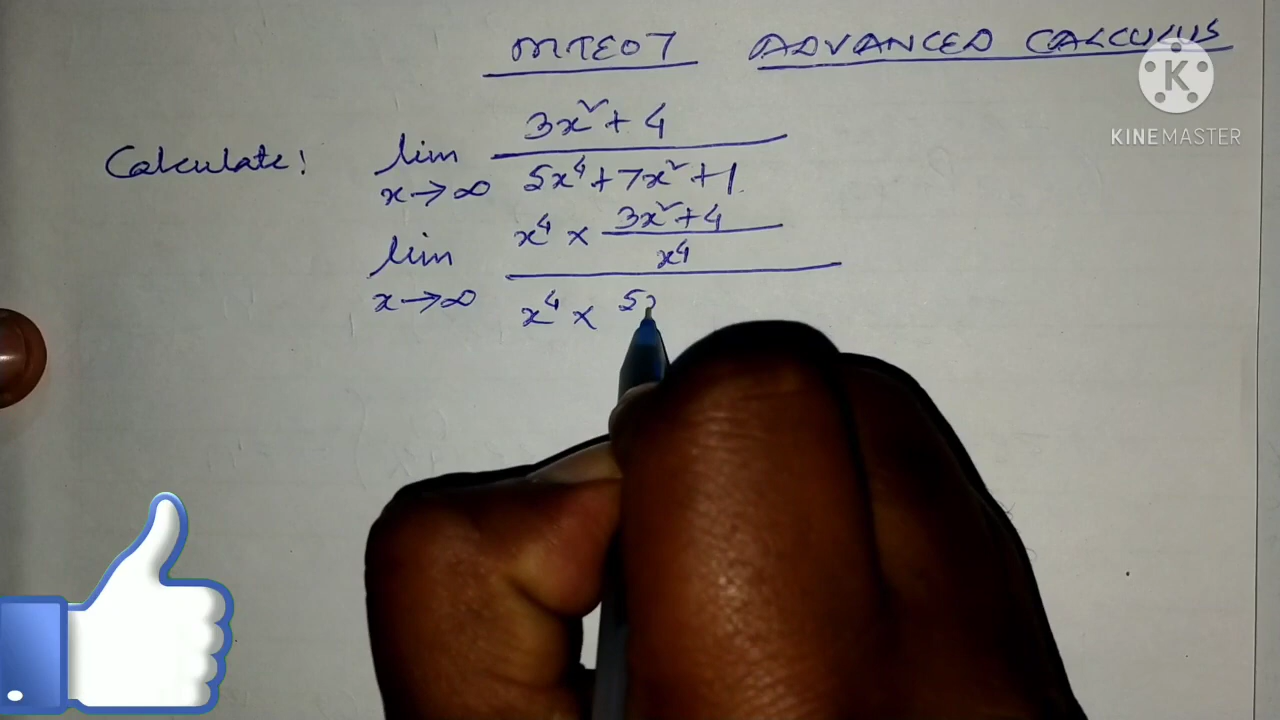 MTE07 ADVANCED CALCULUS
KINEMASTER
Calculate! lim x→∞ (3x² + 4) / (5x⁴ + 7x² + 1)
lim x→∞ (x⁴ × (3x² + 4) / x⁴) / (x⁴ × 5